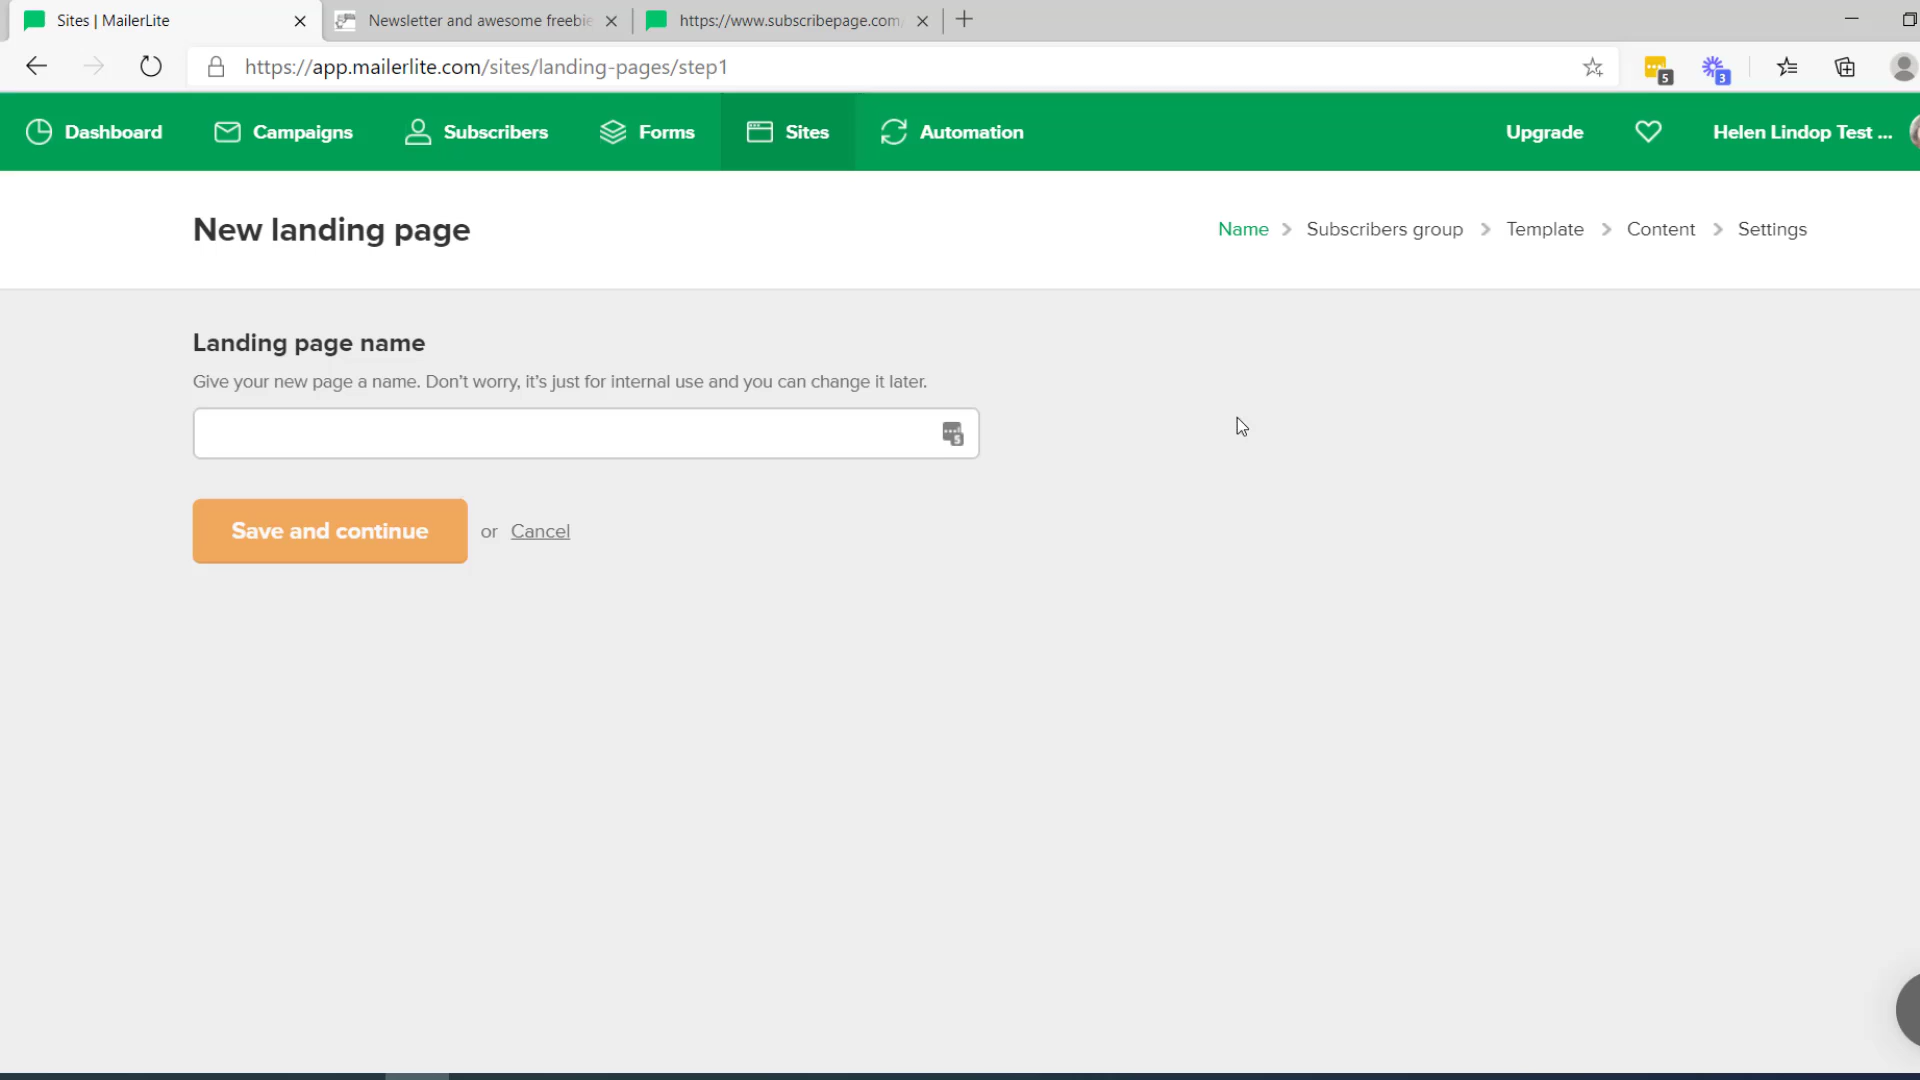 Sites | MailerLite
Newsletter and awesome freebie
https://www.subscribepage.com/
https://app.mailerlite.com/sites/landing-pages/step1
5
3
Dashboard
Campaigns
Subscribers
Forms
Sites
Automation
Upgrade
Helen Lindop Test ...
New landing page
Name > Subscribers group > Template > Content > Settings
Landing page name
Give your new page a name. Don't worry, it's just for internal use and you can change it later.
5
Save and continue or Cancel